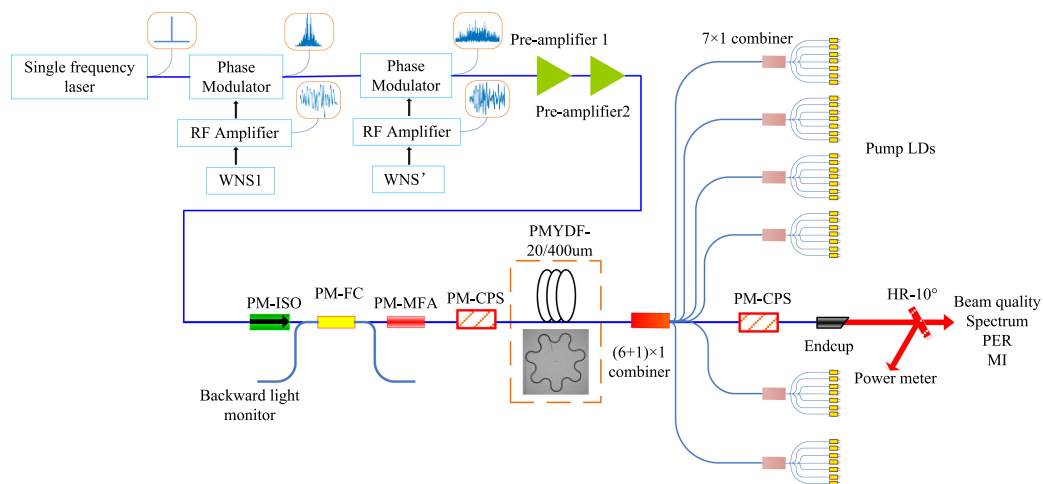 Single frequency
laser
Phase
Modulator
RF Amplifier
WNS1
Phase
Modulator
RF Amplifier
WNS’
Pre-amplifier 1
Pre-amplifier2
7×1 combiner
Pump LDs
PMYDF-
20/400um
PM-ISO
PM-FC
PM-MFA
PM-CPS
(6+1)×1
combiner
PM-CPS
Endcup
HR-10°
Beam quality
Spectrum
PER
MI
Power meter
Backward light
monitor